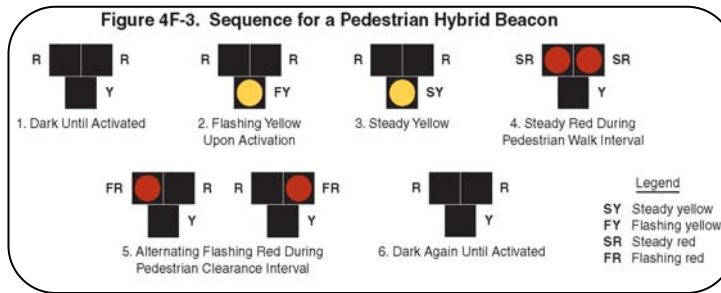 Figure 4F-3. Sequence for a Pedestrian Hybrid Beacon
R R
Y
1. Dark Until Activated
R R
FY
2. Flashing Yellow
Upon Activation
R R
SY
3. Steady Yellow
SR SR
Y
4. Steady Red During
Pedestrian Walk Interval
FR R
Y
R FR
Y
5. Alternating Flashing Red During
Pedestrian Clearance Interval
R R
Y
6. Dark Again Until Activated
Legend
SY Steady yellow
FY Flashing yellow
SR Steady red
FR Flashing red